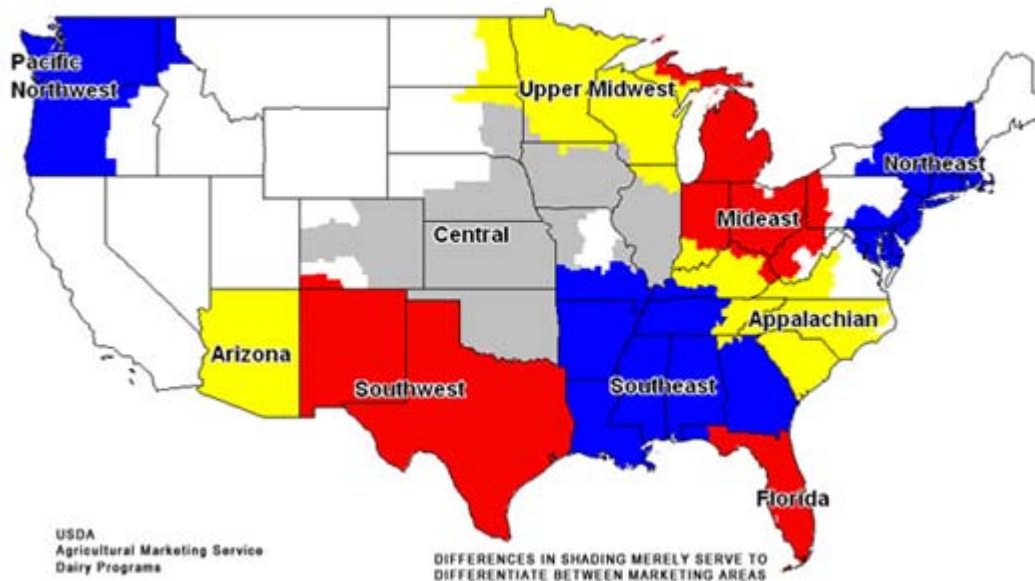 Pacific
Northwest
Upper Midwest
Northeast
Mideast
Central
Appalachian
Arizona
Southwest
Southeast
Florida
USDA
Agricultural Marketing Service
Dairy Programs
DIFFERENCES IN SHADING MERELY SERVE TO
DIFFERENTIATE BETWEEN MARKETING AREAS